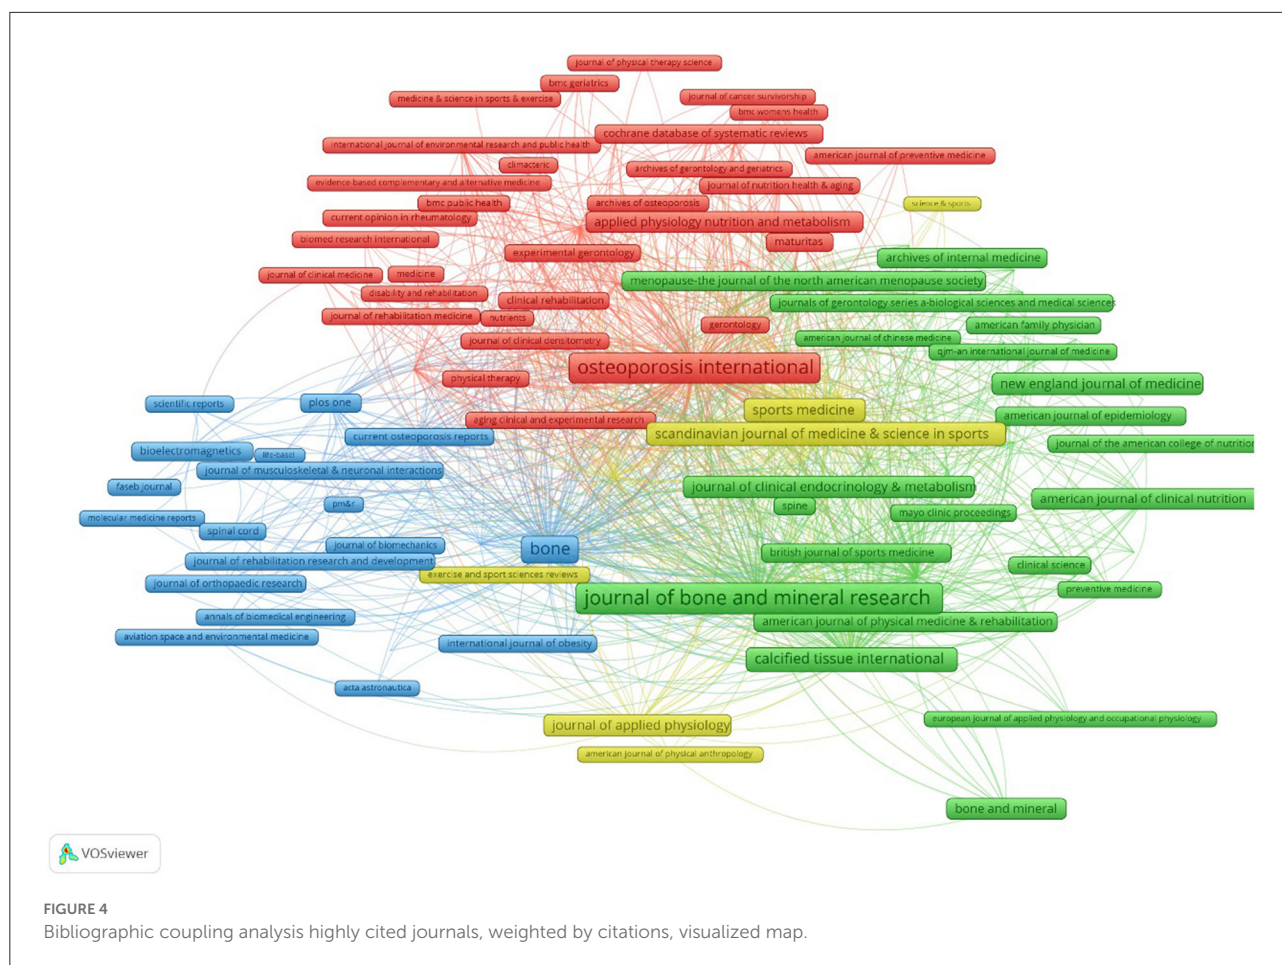 journal of physical therapy science
bmc geriatrics
medicine & science in sports & exercise
journal of cancer survivorship
bmc womens health
cochrane database of systematic reviews
international journal of environmental research and public health
american journal of preventive medicine
climacteric
archives of gerontology and geriatrics
evidence based complementary and alternative medicine
journal of nutrition health & aging
bmc public health
archives of osteoporosis
science & sports
current opinion in rheumatology
applied physiology nutrition and metabolism
biomed research international
maturitas
experimental gerontology
archives of internal medicine
journal of clinical medicine
medicine
menopause-the journal of the north american menopause society
disability and rehabilitation
clinical rehabilitation
journals of gerontology series a-biological sciences and medical sciences
journal of rehabilitation medicine
nutrients
gerontology
american family physician
journal of clinical densitometry
american journal of chinese medicine
qjm-an international journal of medicine
osteoporosis international
physical therapy
new england journal of medicine
scientific reports
plos one
sports medicine
aging clinical and experimental research
american journal of epidemiology
current osteoporosis reports
scandinavian journal of medicine & science in sports
journal of the american college of nutrition
bioelectromagnetics
life-basel
journal of musculoskeletal & neuronal interactions
faseb journal
journal of clinical endocrinology & metabolism
american journal of clinical nutrition
pm&r
spine
mayo clinic proceedings
molecular medicine reports
spinal cord
journal of biomechanics
bone
british journal of sports medicine
journal of rehabilitation research and development
clinical science
exercise and sport sciences reviews
journal of orthopaedic research
preventive medicine
journal of bone and mineral research
annals of biomedical engineering
american journal of physical medicine & rehabilitation
aviation space and environmental medicine
international journal of obesity
calcified tissue international
acta astronautica
european journal of applied physiology and occupational physiology
journal of applied physiology
american journal of physical anthropology
bone and mineral
VOSviewer
FIGURE 4
Bibliographic coupling analysis highly cited journals, weighted by citations, visualized map.